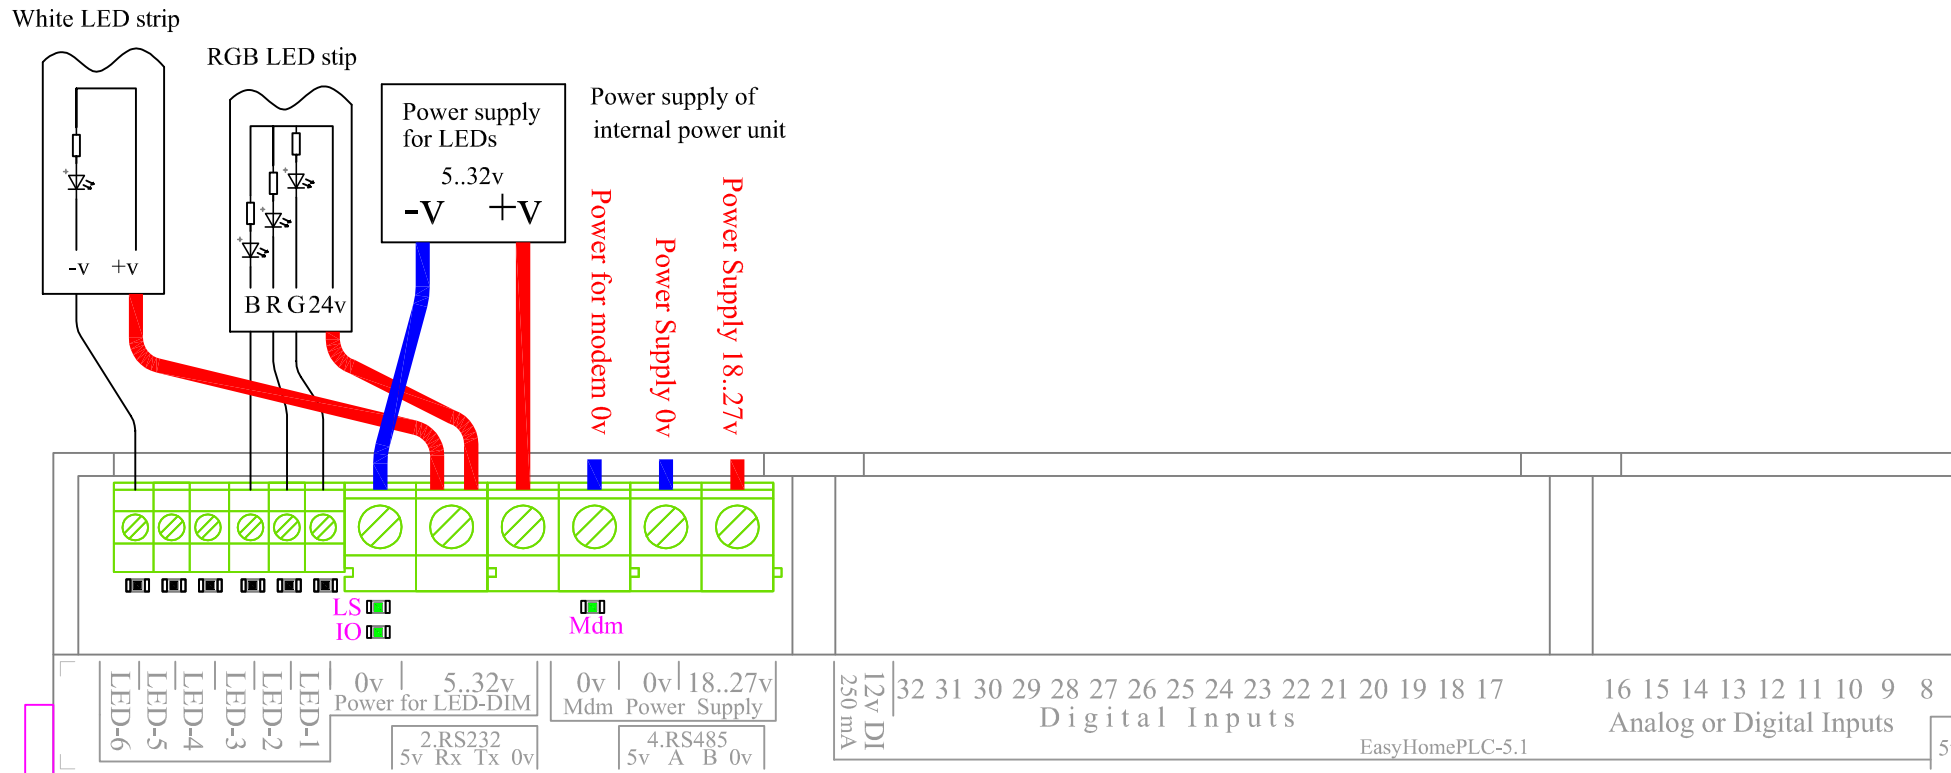 White LED strip
RGB LED stip
Power supply
for LEDs
5..32v
-v +v
Power supply of
internal power unit
Power for modem 0v
Power Supply 0v
Power Supply 18..27v
-v +v
B R G 24v
LS
IO
Mdm
LED-6
LED-5
LED-4
LED-3
LED-2
LED-1
0v 5..32v
Power for LED-DIM
0v 0v 18..27v
Mdm Power Supply
2.RS232
5v Rx Tx 0v
4.RS485
5v A B 0v
12v DI
250 mA
32 31 30 29 28 27 26 25 24 23 22 21 20 19 18 17
Digital Inputs
EasyHomePLC-5.1
16 15 14 13 12 11 10 9 8
Analog or Digital Inputs
5